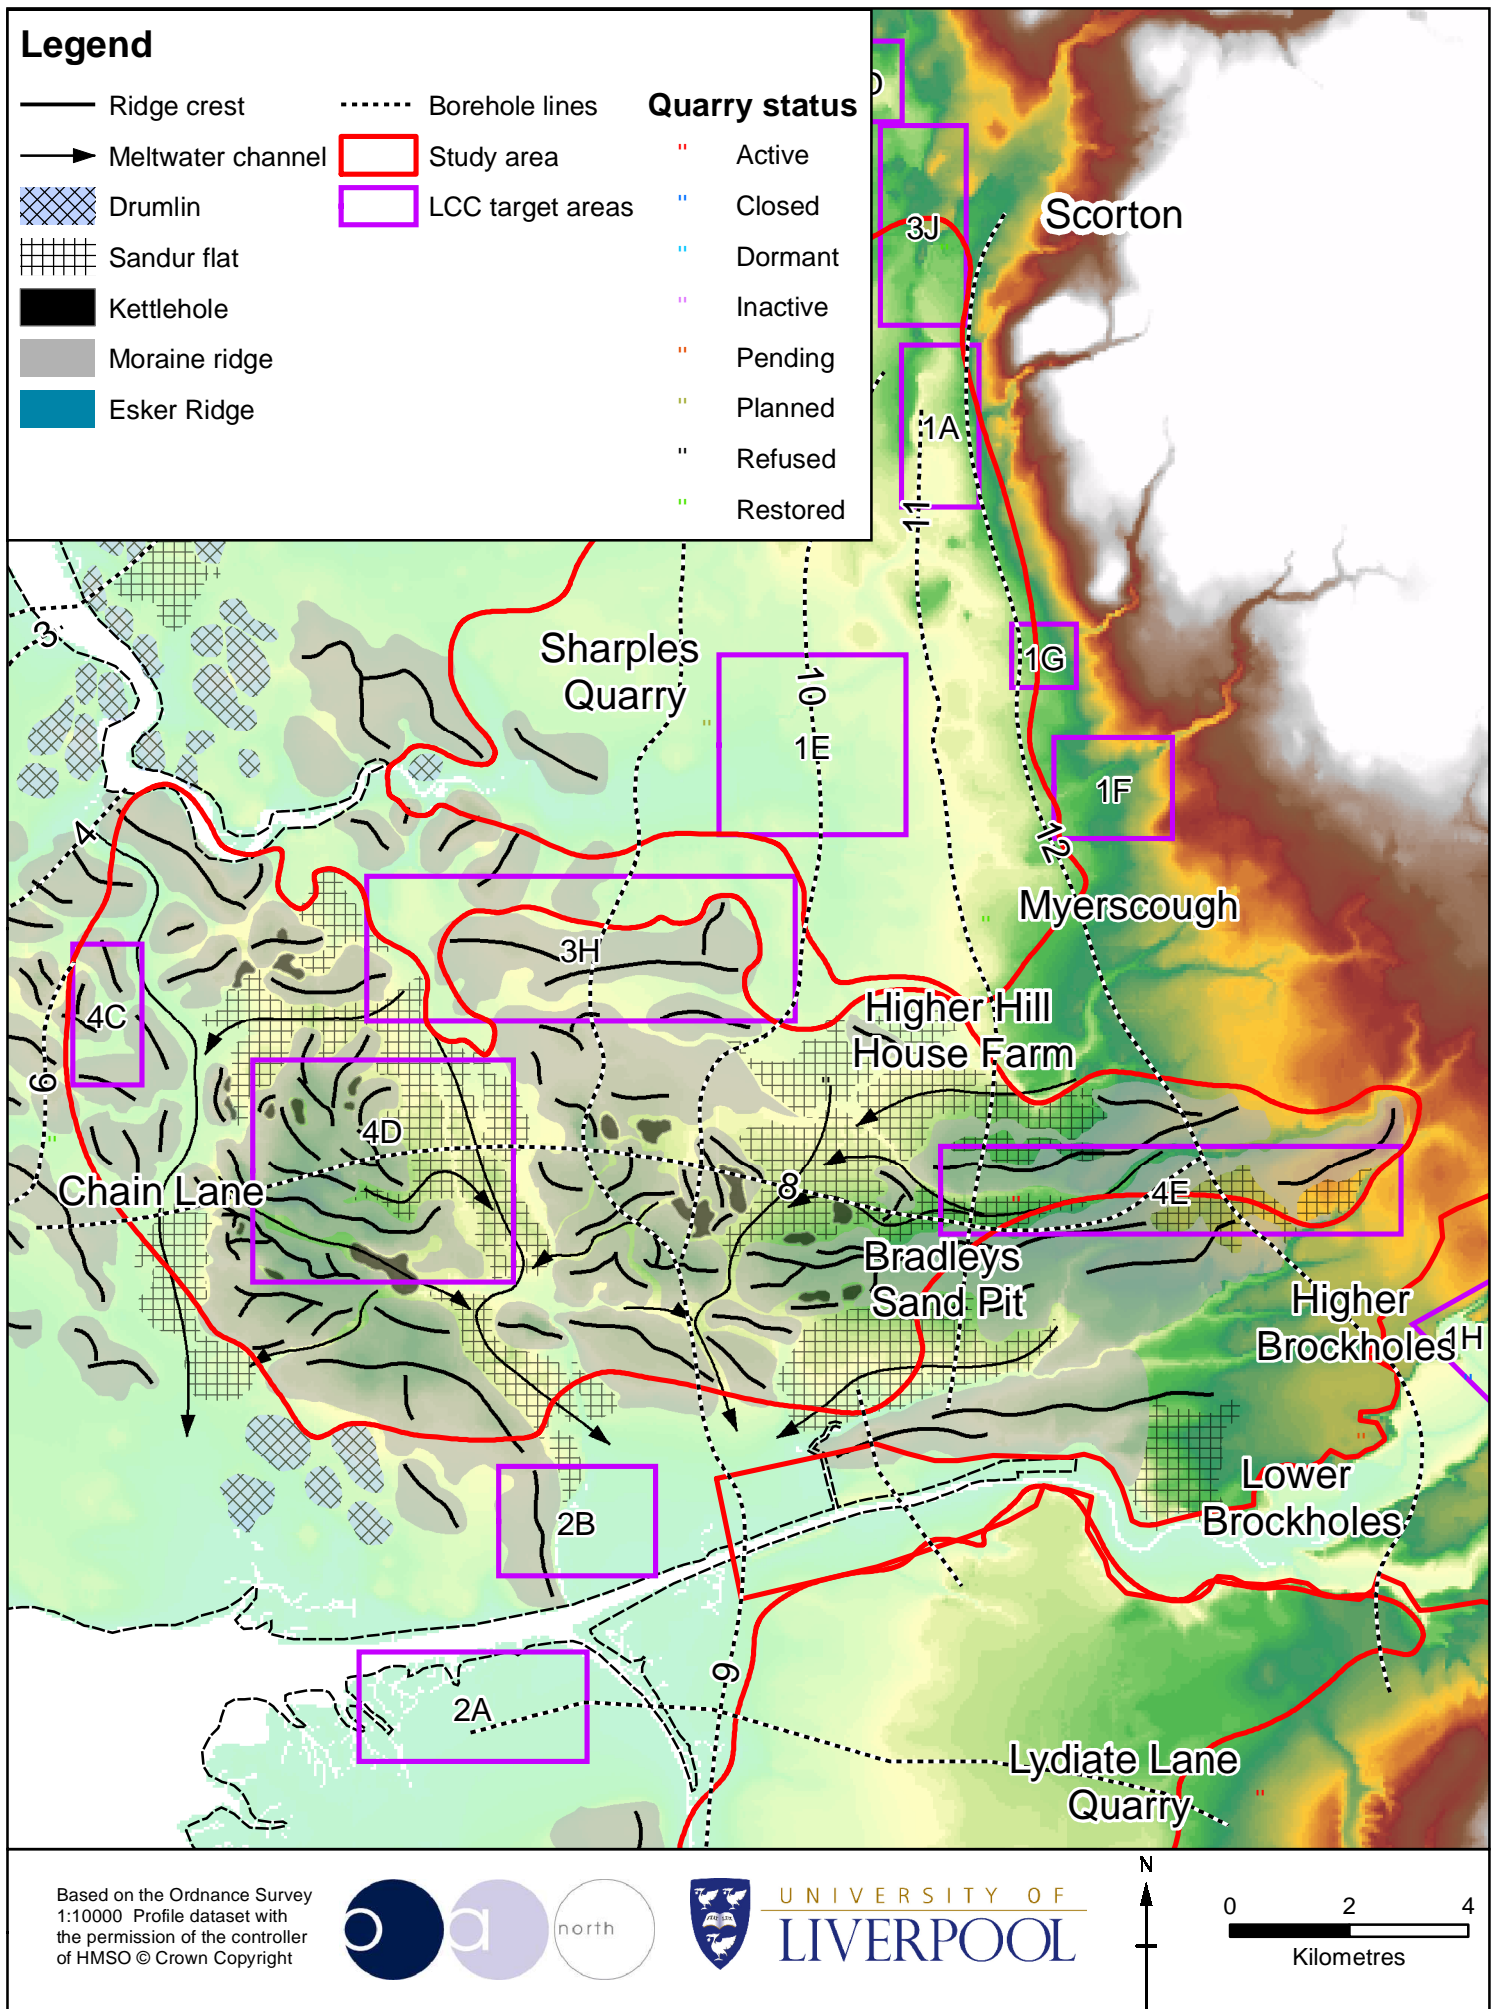 Legend
Ridge crest
Meltwater channel
Drumlin
Sandur flat
Kettlehole
Moraine ridge
Esker Ridge
Borehole lines
Study area
LCC target areas
Quarry status
" Active
" Closed
" Dormant
" Inactive
" Pending
" Planned
" Refused
" Restored
3J
Scorton
1A
11
3
Sharples
Quarry
10
1E
1G
1F
12
4
Myerscough
3H
4C
Higher Hill
House Farm
6
4D
Chain Lane
8
4E
Bradleys
Sand Pit
Higher
Brockholes
1H
Lower
Brockholes
2B
9
2A
Lydiate Lane
Quarry
Based on the Ordnance Survey
1:10000 Profile dataset with
the permission of the controller
of HMSO © Crown Copyright
o a north
UNIVERSITY OF
LIVERPOOL
N
0 2 4
Kilometres